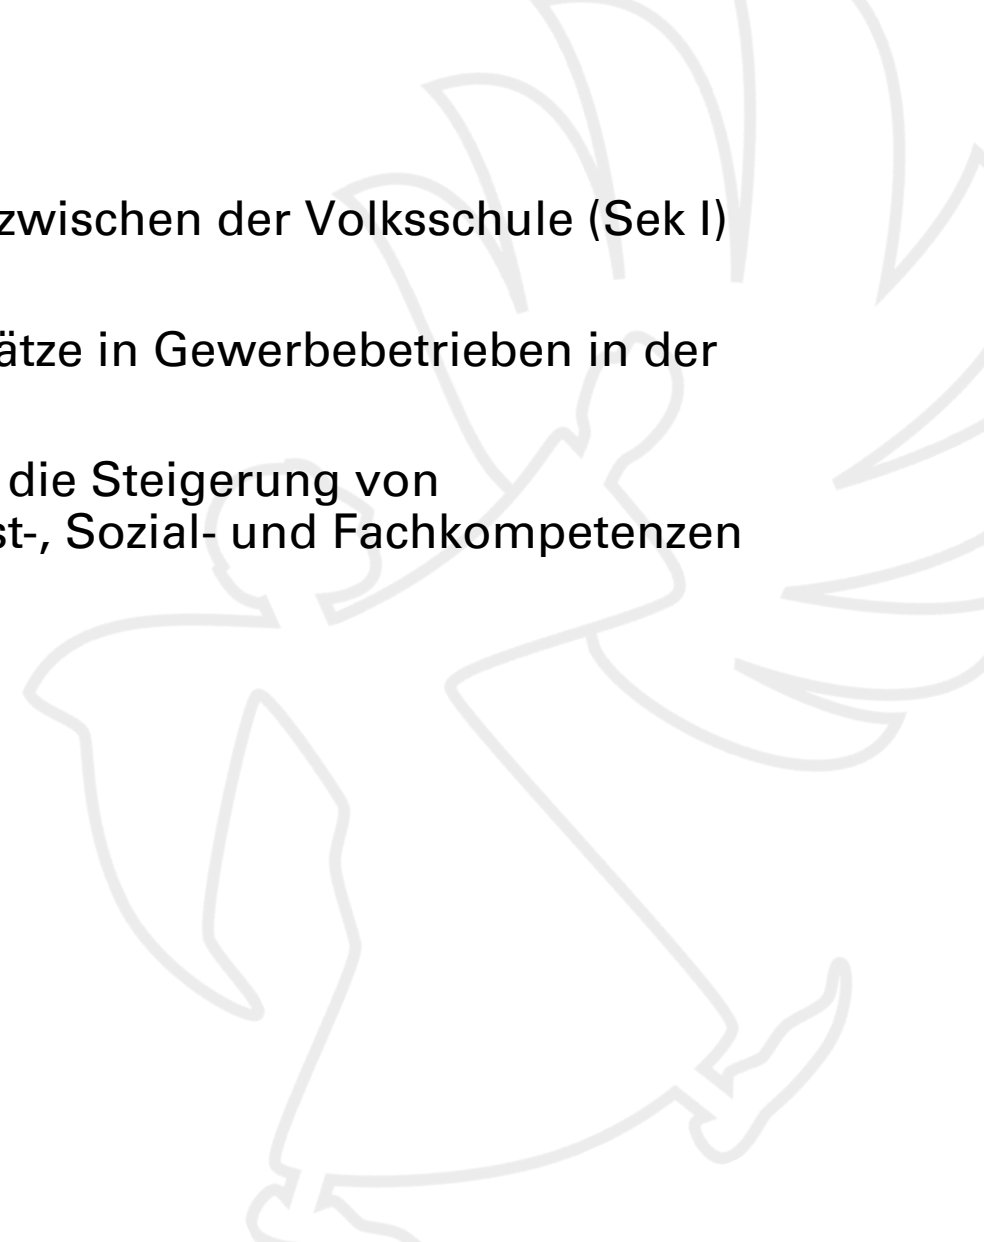 zwischen der Volksschule (Sek I)
ätze in Gewerbebetrieben in der
die Steigerung von
st-, Sozial- und Fachkompetenzen